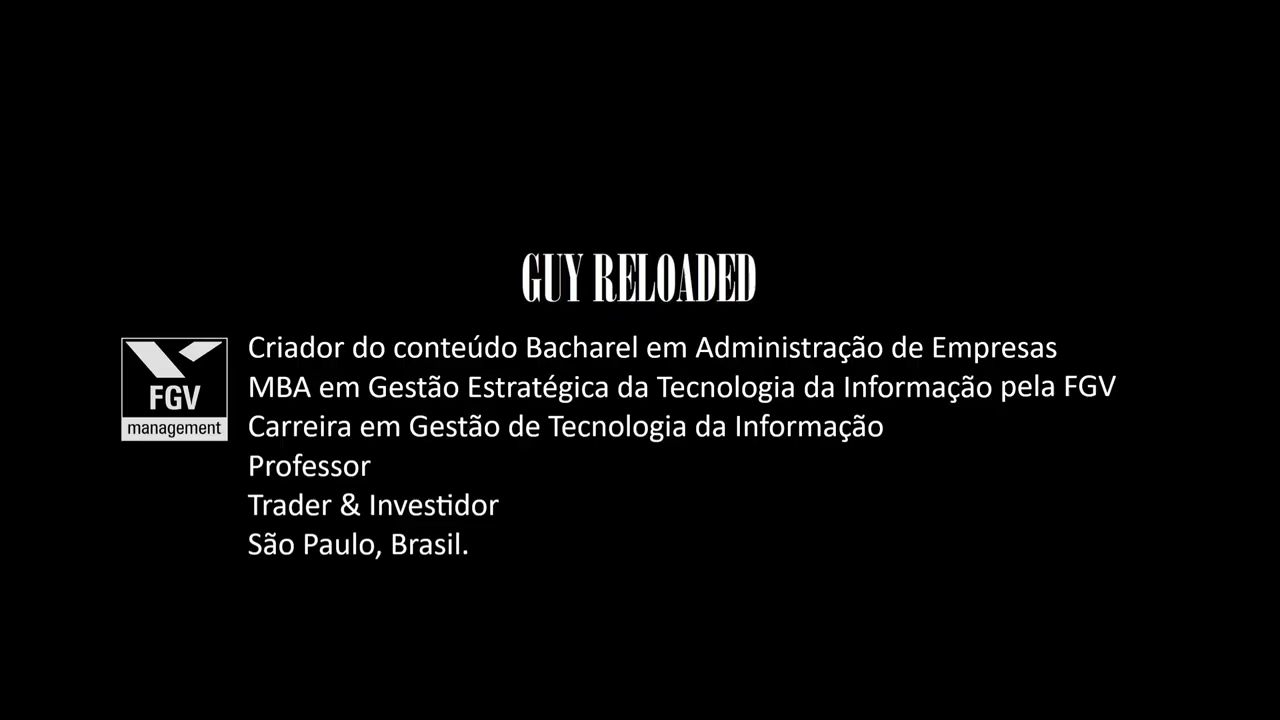 GUY RELOADED
FGV
management
Criador do conteúdo Bacharel em Administração de Empresas
MBA em Gestão Estratégica da Tecnologia da Informação pela FGV
Carreira em Gestão de Tecnologia da Informação
Professor
Trader & Investidor
São Paulo, Brasil.